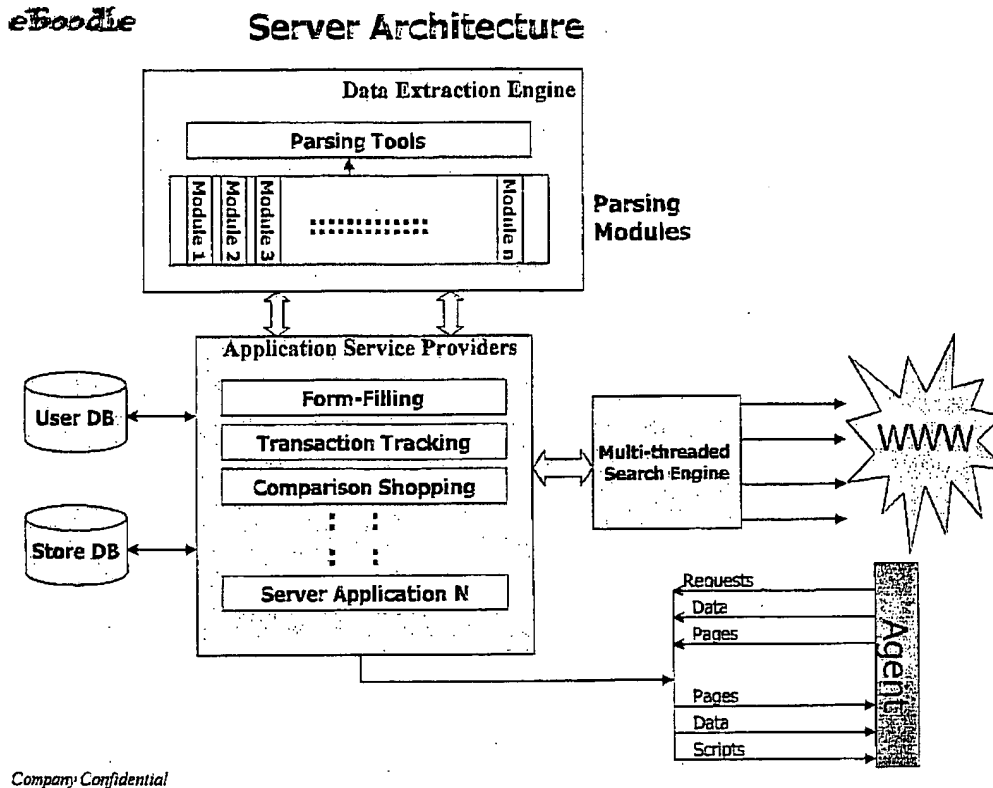 eBoodle
Server Architecture
Data Extraction Engine
Parsing Tools
Module 1
Module 2
Module 3
Module n
Parsing
Modules
Application Service Providers
Form-Filling
Transaction Tracking
Comparison Shopping
Server Application N
User DB
Store DB
Multi-threaded
Search Engine
WWW
Requests
Data
Pages
Pages
Data
Scripts
Agent
Company Confidential